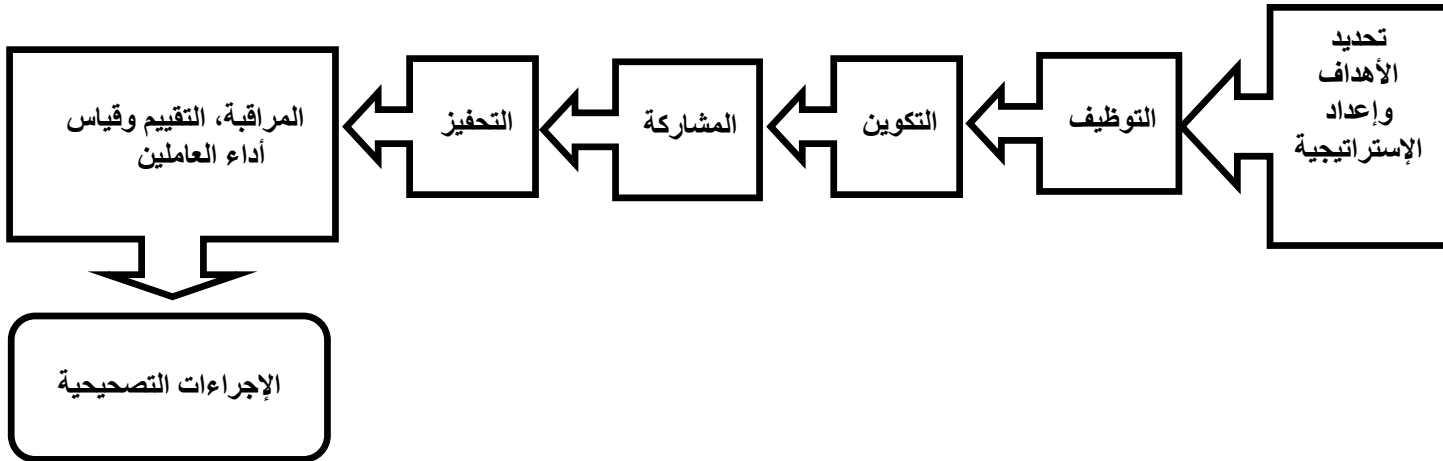 تحديد
الأهداف
وإعداد
الإستراتيجية
التوظيف
التكوين
المشاركة
التحفيز
المراقبة، التقييم وقياس
أداء العاملين
الإجراءات التصحيحية